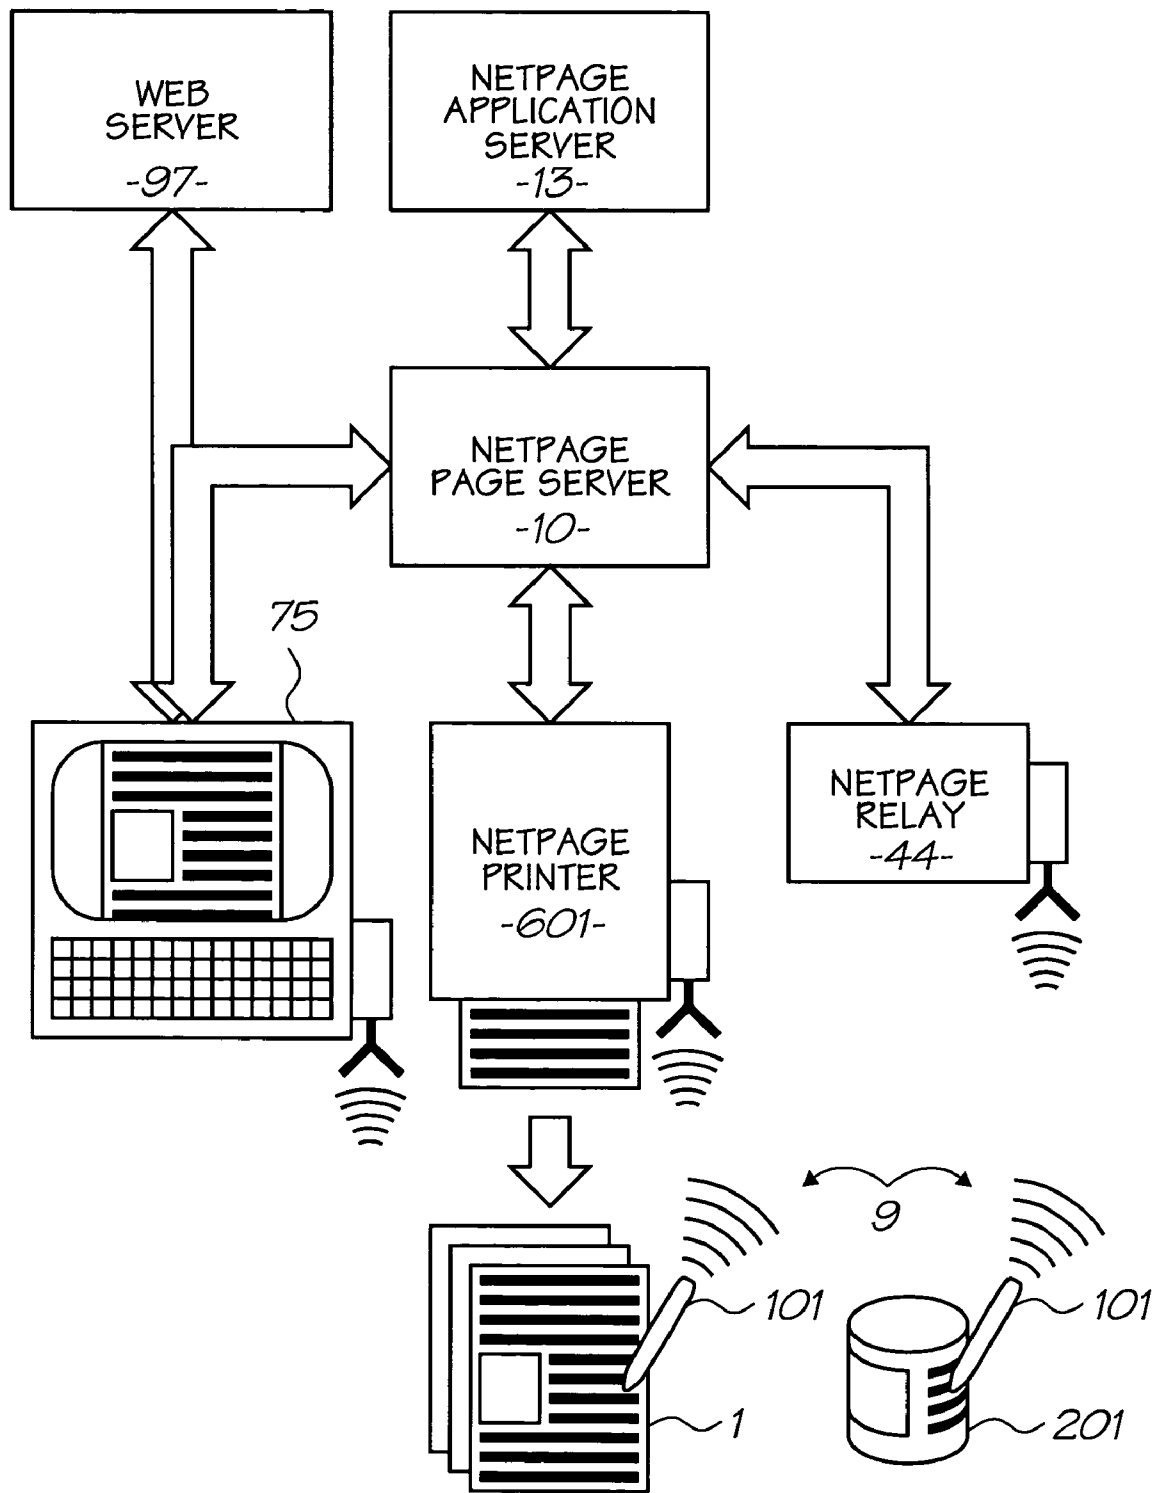 WEB
SERVER
-97-
NETPAGE
APPLICATION
SERVER
-13-
NETPAGE
PAGE SERVER
-10-
75
NETPAGE
PRINTER
-601-
NETPAGE
RELAY
-44-
9
101
101
1
201